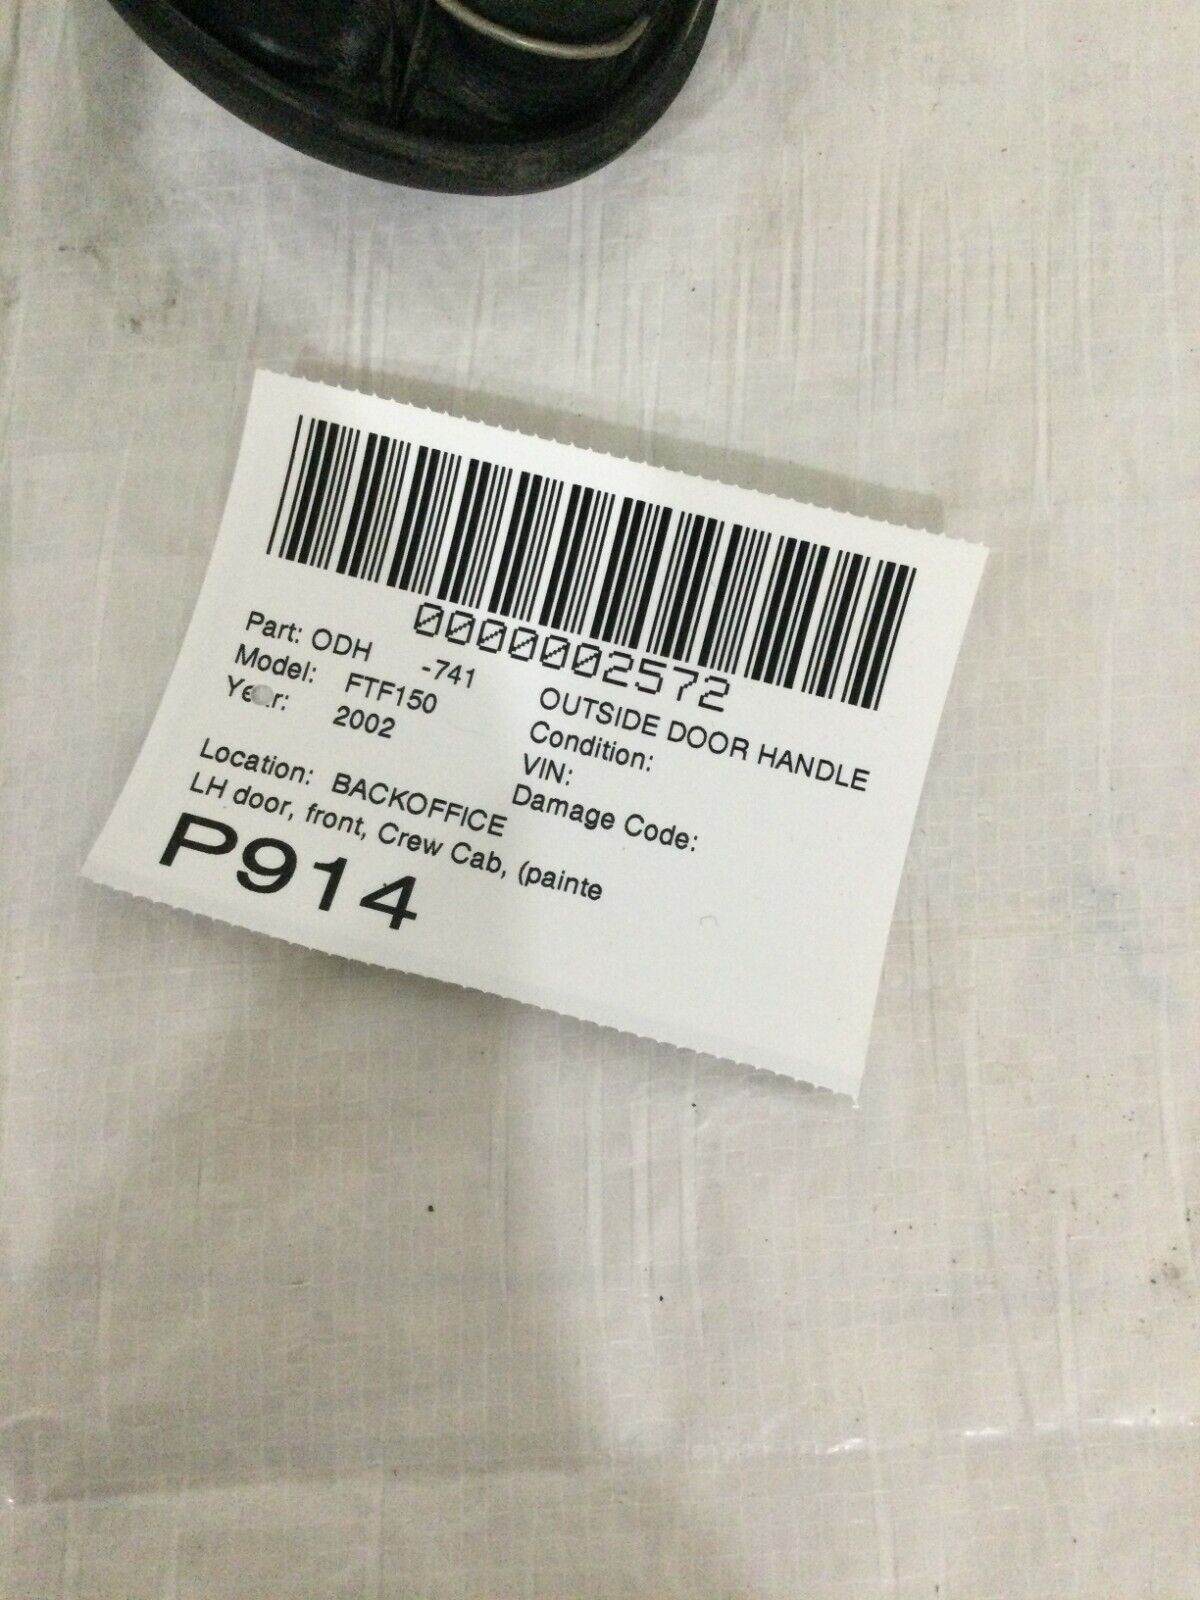 0000002572
Part: ODH -741 OUTSIDE DOOR HANDLE
Model: FTF150 Condition:
Year: 2002 VIN:
Damage Code:
Location: BACKOFFICE
LH door, front, Crew Cab, (painte
P914